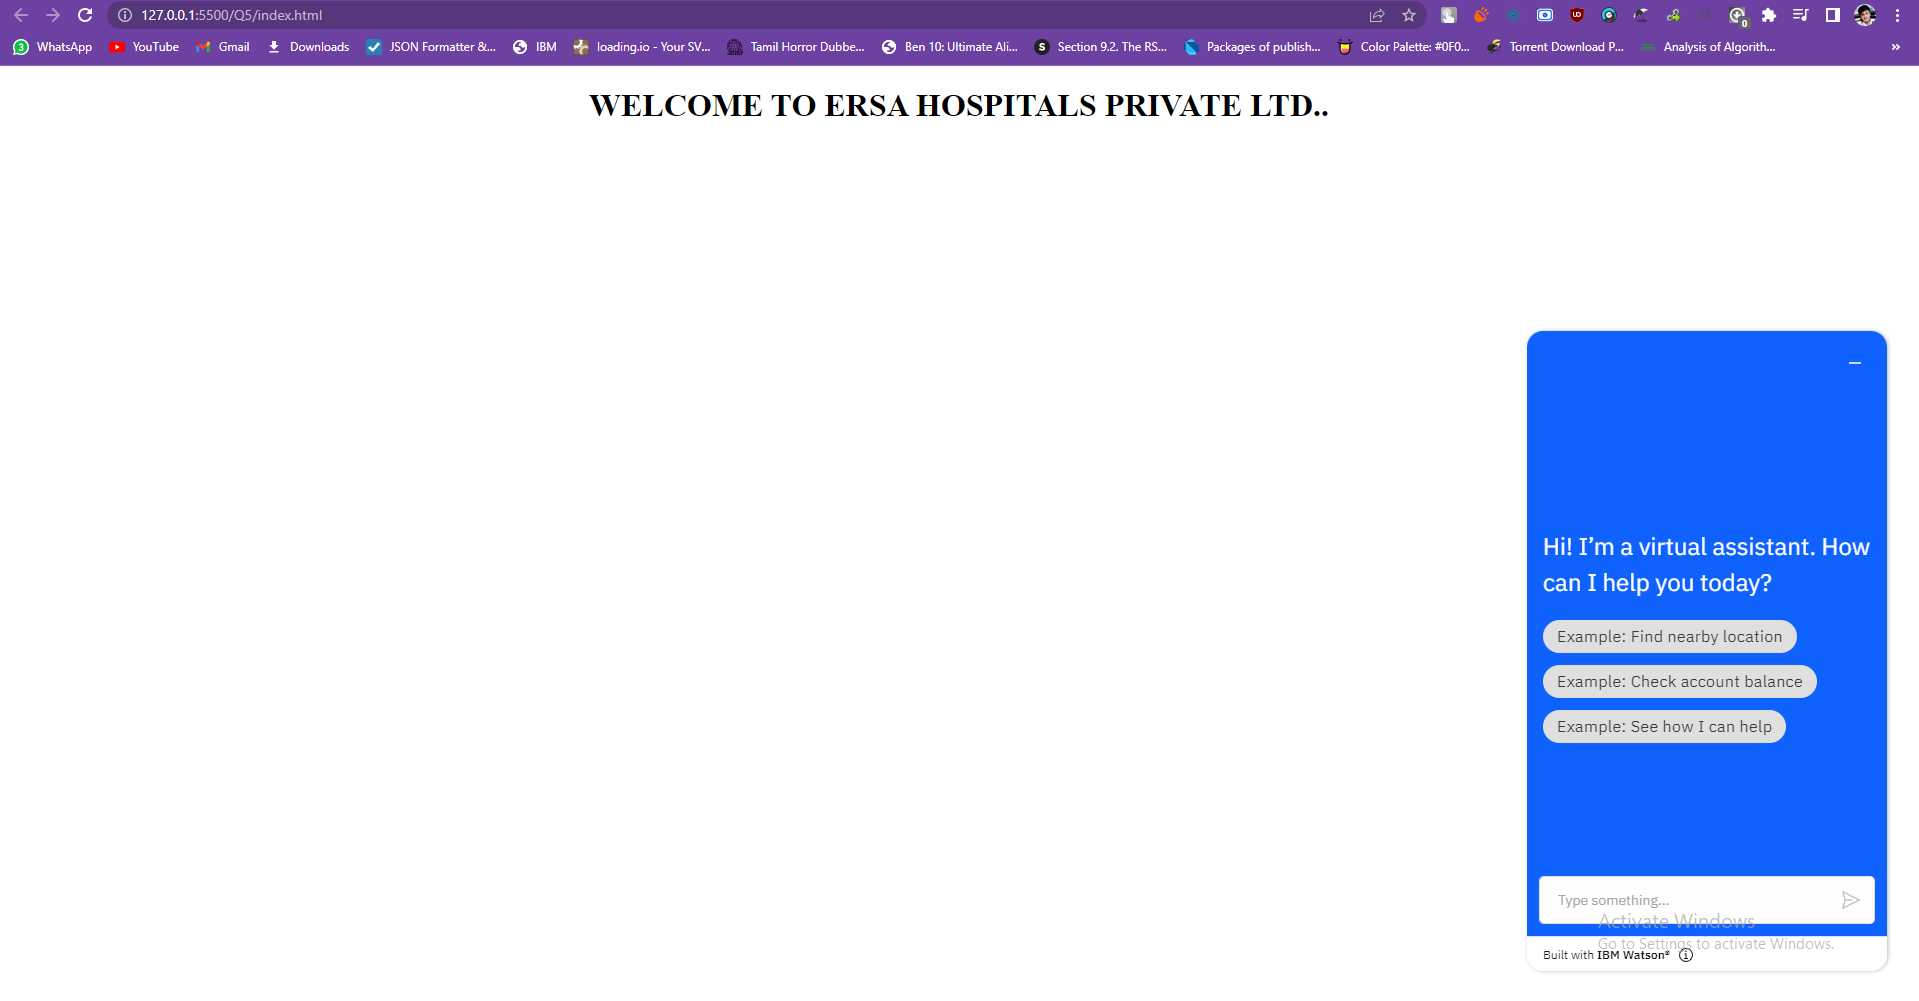 127.0.0.1:5500/Q5/index.html
WhatsApp YouTube Gmail Downloads JSON Formatter &... IBM loading.io - Your SV... Tamil Horror Dubbe... Ben 10: Ultimate Ali... Section 9.2. The RS... Packages of publish... Color Palette: #0F0... Torrent Download P... Analysis of Algorith... »
WELCOME TO ERSA HOSPITALS PRIVATE LTD..
Hi! I’m a virtual assistant. How
can I help you today?
Example: Find nearby location
Example: Check account balance
Example: See how I can help
Type something...
Activate Windows
Go to Settings to activate Windows.
Built with IBM Watson®